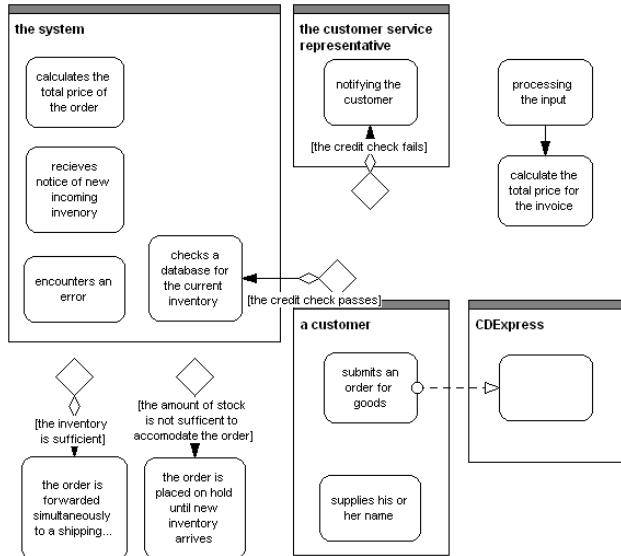 the system
calculates the
total price of
the order
recieves
notice of new
incoming
invenory
encounters an
error
checks a
database for
the current
inventory
the customer service
representative
notifying the
customer
[the credit check fails]
processing
the input
calculate the
total price for
the invoice
[the credit check passes]
a customer
submits an
order for
goods
supplies his or
her name
CDExpress
[the inventory
is sufficient]
the order is
forwarded
simultaneously
to a shipping...
[the amount of stock
is not sufficent to
accomodate the order]
the order is
placed on hold
until new
inventory
arrives